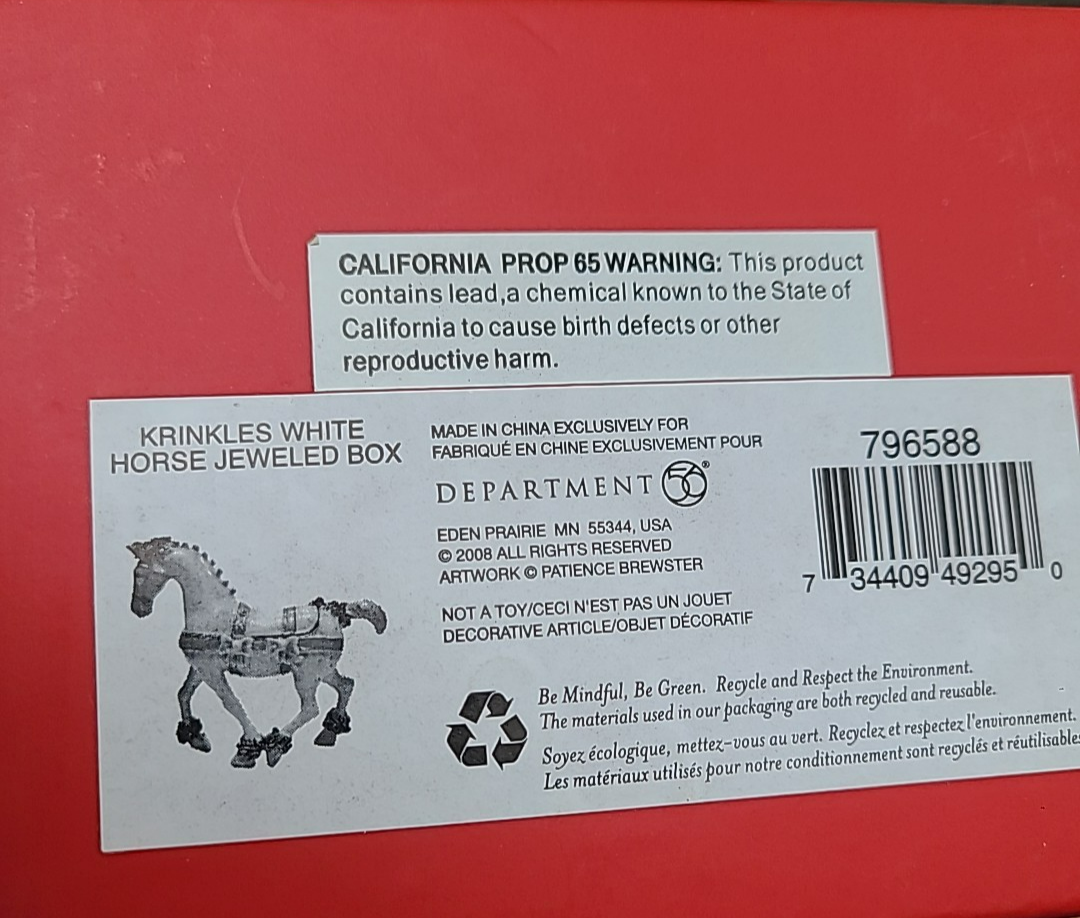 CALIFORNIA PROP 65 WARNING: This product
contains lead,a chemical known to the State of
California to cause birth defects or other
reproductive harm.
KRINKLES WHITE
HORSE JEWELED BOX
MADE IN CHINA EXCLUSIVELY FOR
FABRIQUÉ EN CHINE EXCLUSIVEMENT POUR
DEPARTMENT 56®
EDEN PRAIRIE MN 55344, USA
© 2008 ALL RIGHTS RESERVED
ARTWORK © PATIENCE BREWSTER
NOT A TOY/CECI N'EST PAS UN JOUET
DECORATIVE ARTICLE/OBJET DÉCORATIF
796588
7 34409 49295 0
Be Mindful, Be Green. Recycle and Respect the Environment.
The materials used in our packaging are both recycled and reusable.
Soyez écologique, mettez-vous au vert. Recyclez et respectez l'environnement.
Les matériaux utilisés pour notre conditionnement sont recyclés et réutilisables